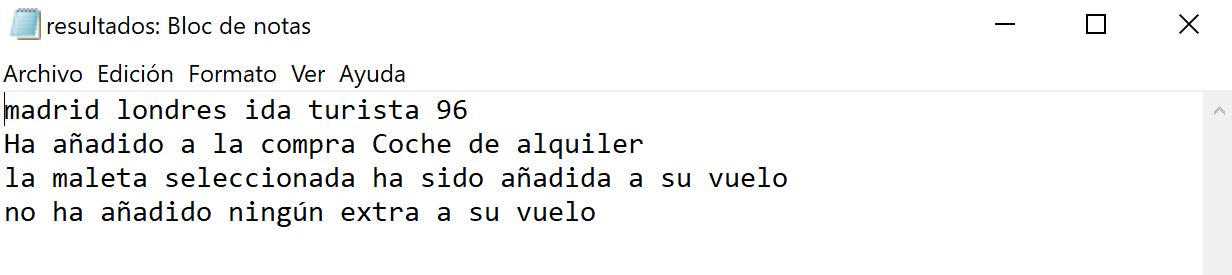 resultados: Bloc de notas
Archivo Edición Formato Ver Ayuda
madrid londres ida turista 96
Ha añadido a la compra Coche de alquiler
la maleta seleccionada ha sido añadida a su vuelo
no ha añadido ningún extra a su vuelo